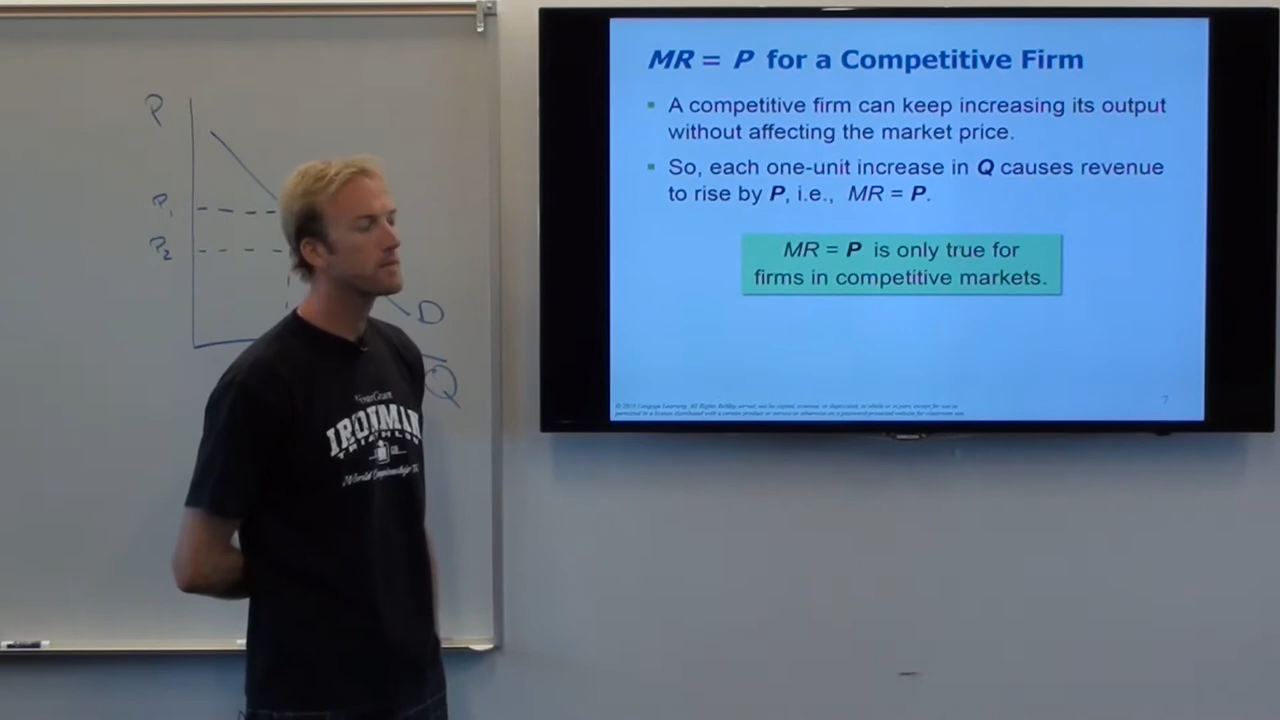 P
P₁
P₂
D
Q
MR = P for a Competitive Firm
A competitive firm can keep increasing its output
without affecting the market price.
So, each one-unit increase in Q causes revenue
to rise by P, i.e., MR = P.
MR = P is only true for
firms in competitive markets.
7
IRONMAN
TRIATHLON